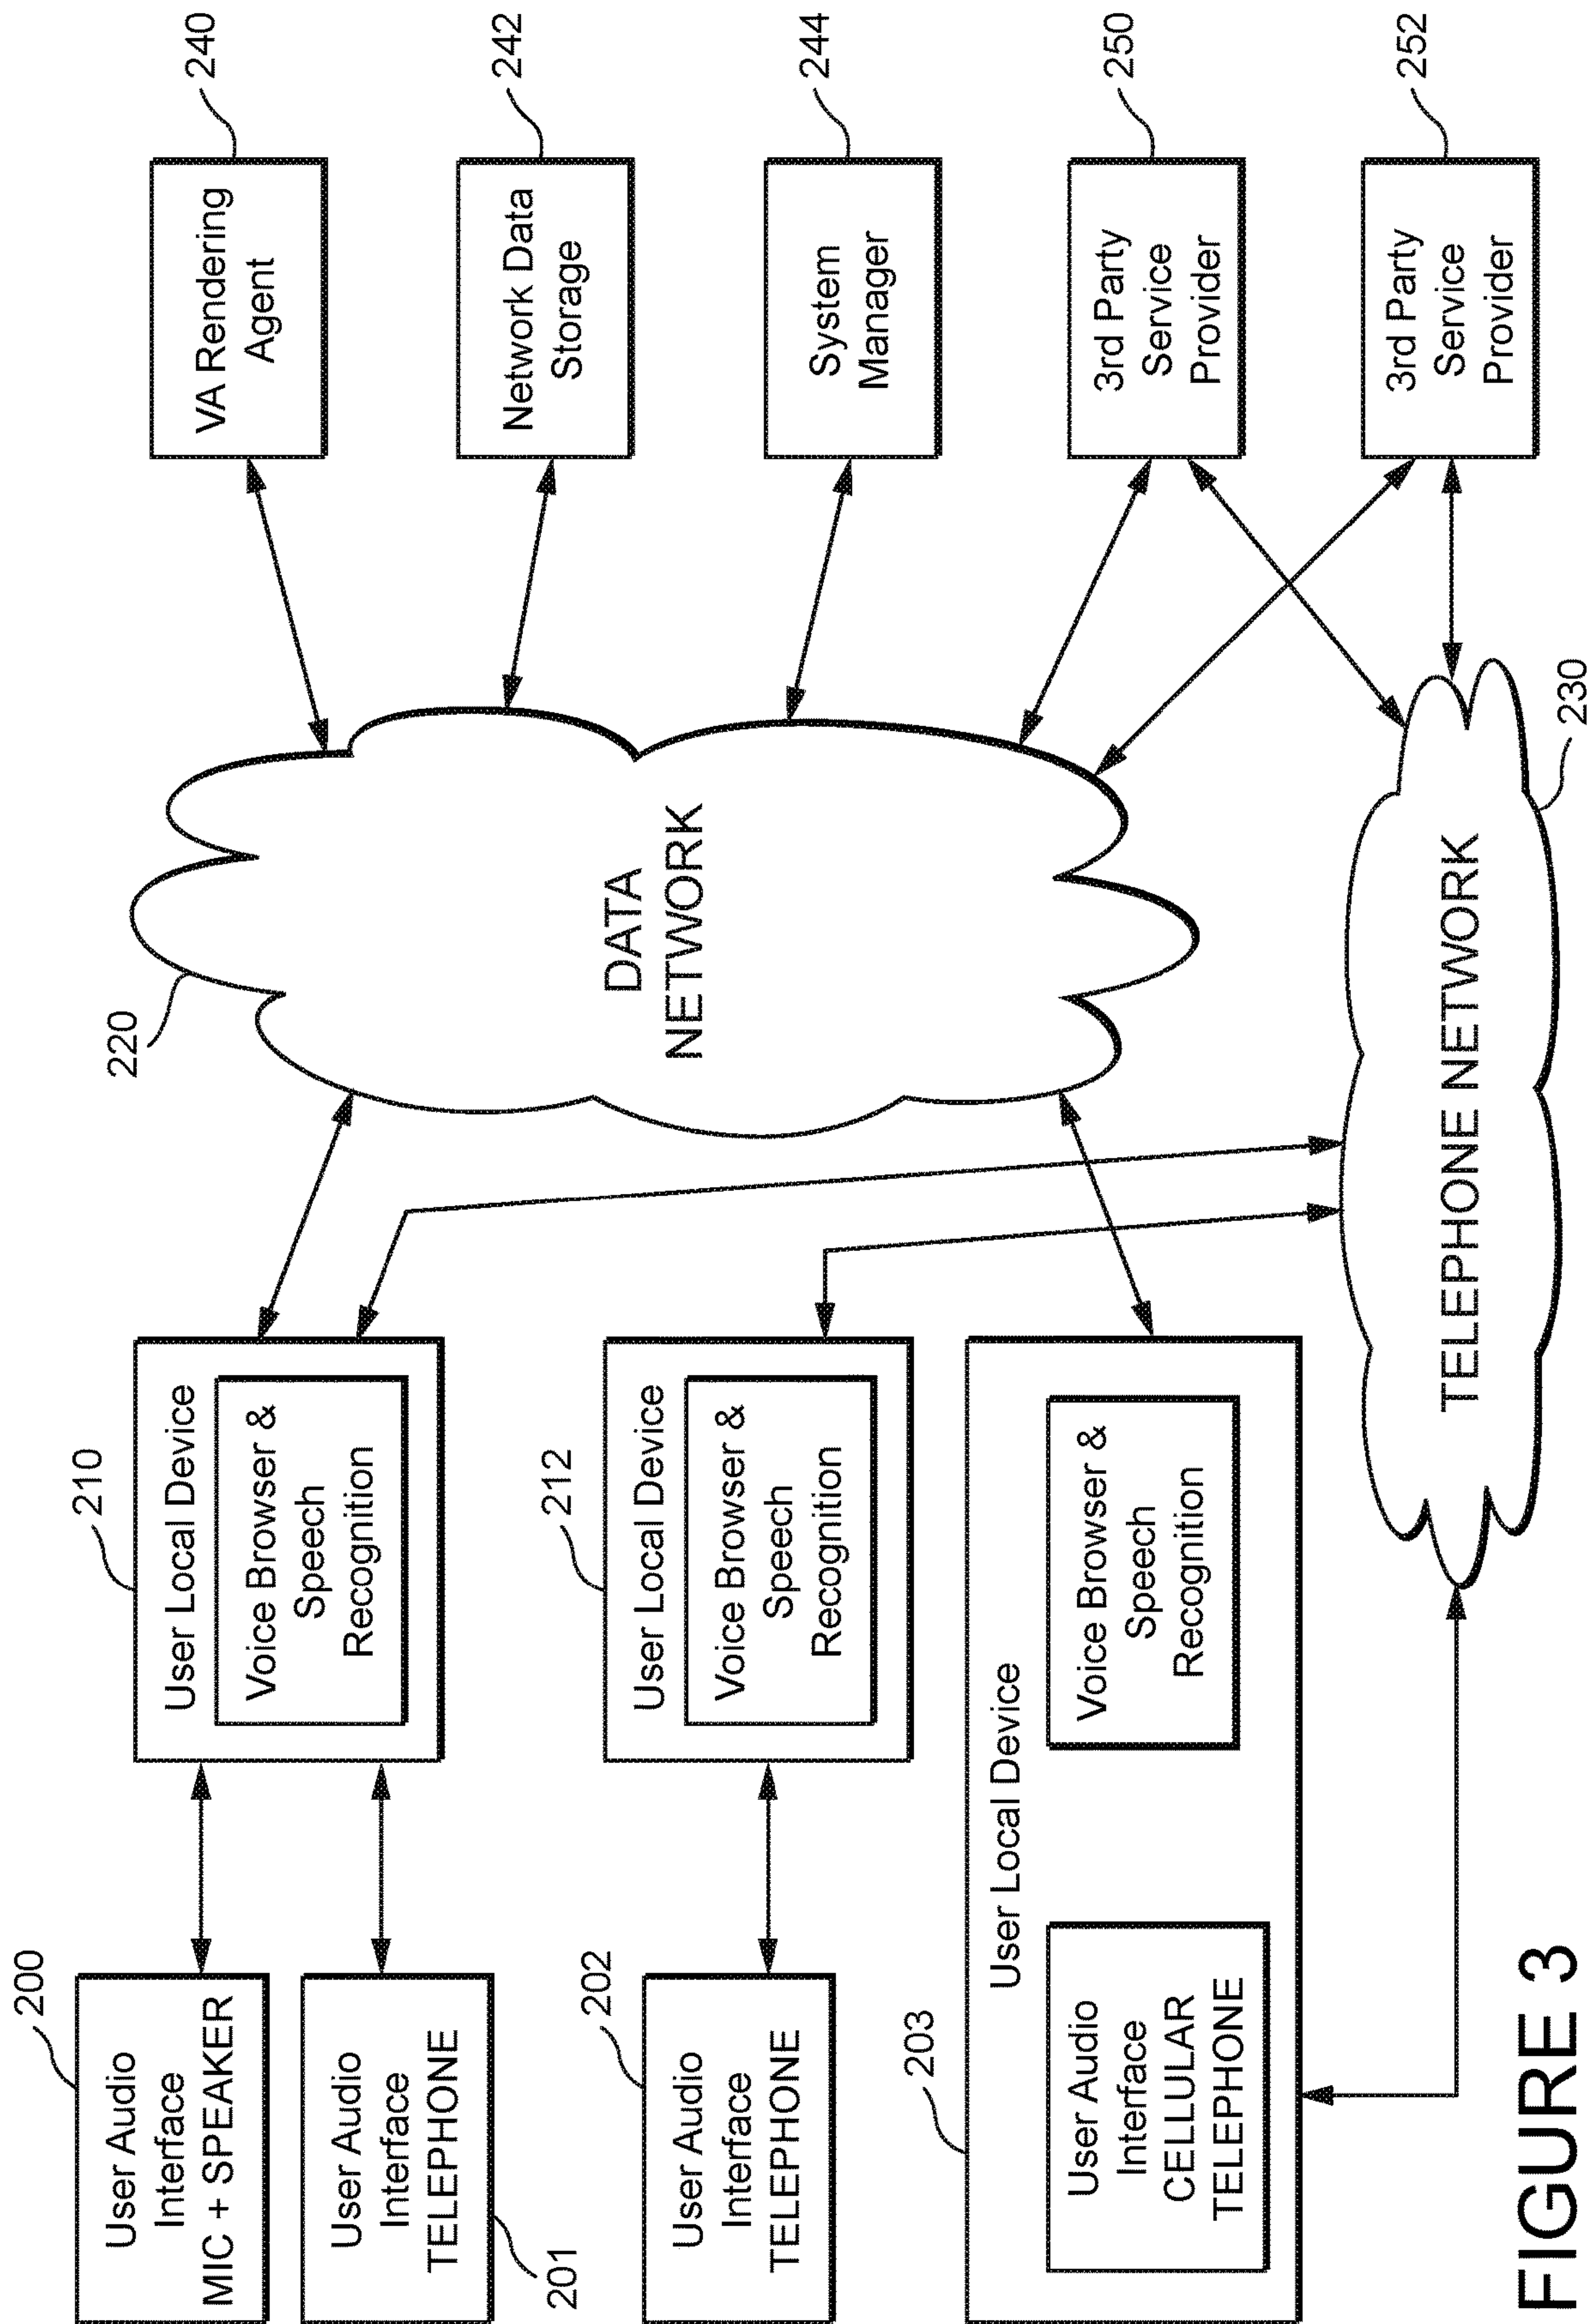 200
User Audio
Interface
MIC + SPEAKER
User Audio
Interface
TELEPHONE
201
202
User Audio
Interface
TELEPHONE
203
User Local Device
User Audio
Interface
CELLULAR
TELEPHONE
Voice Browser &
Speech
Recognition
210
User Local Device
Voice Browser &
Speech
Recognition
212
User Local Device
Voice Browser &
Speech
Recognition
220
DATA
NETWORK
TELEPHONE NETWORK
230
VA Rendering
Agent
240
Network Data
Storage
242
System
Manager
244
3rd Party
Service
Provider
250
3rd Party
Service
Provider
252
FIGURE 3